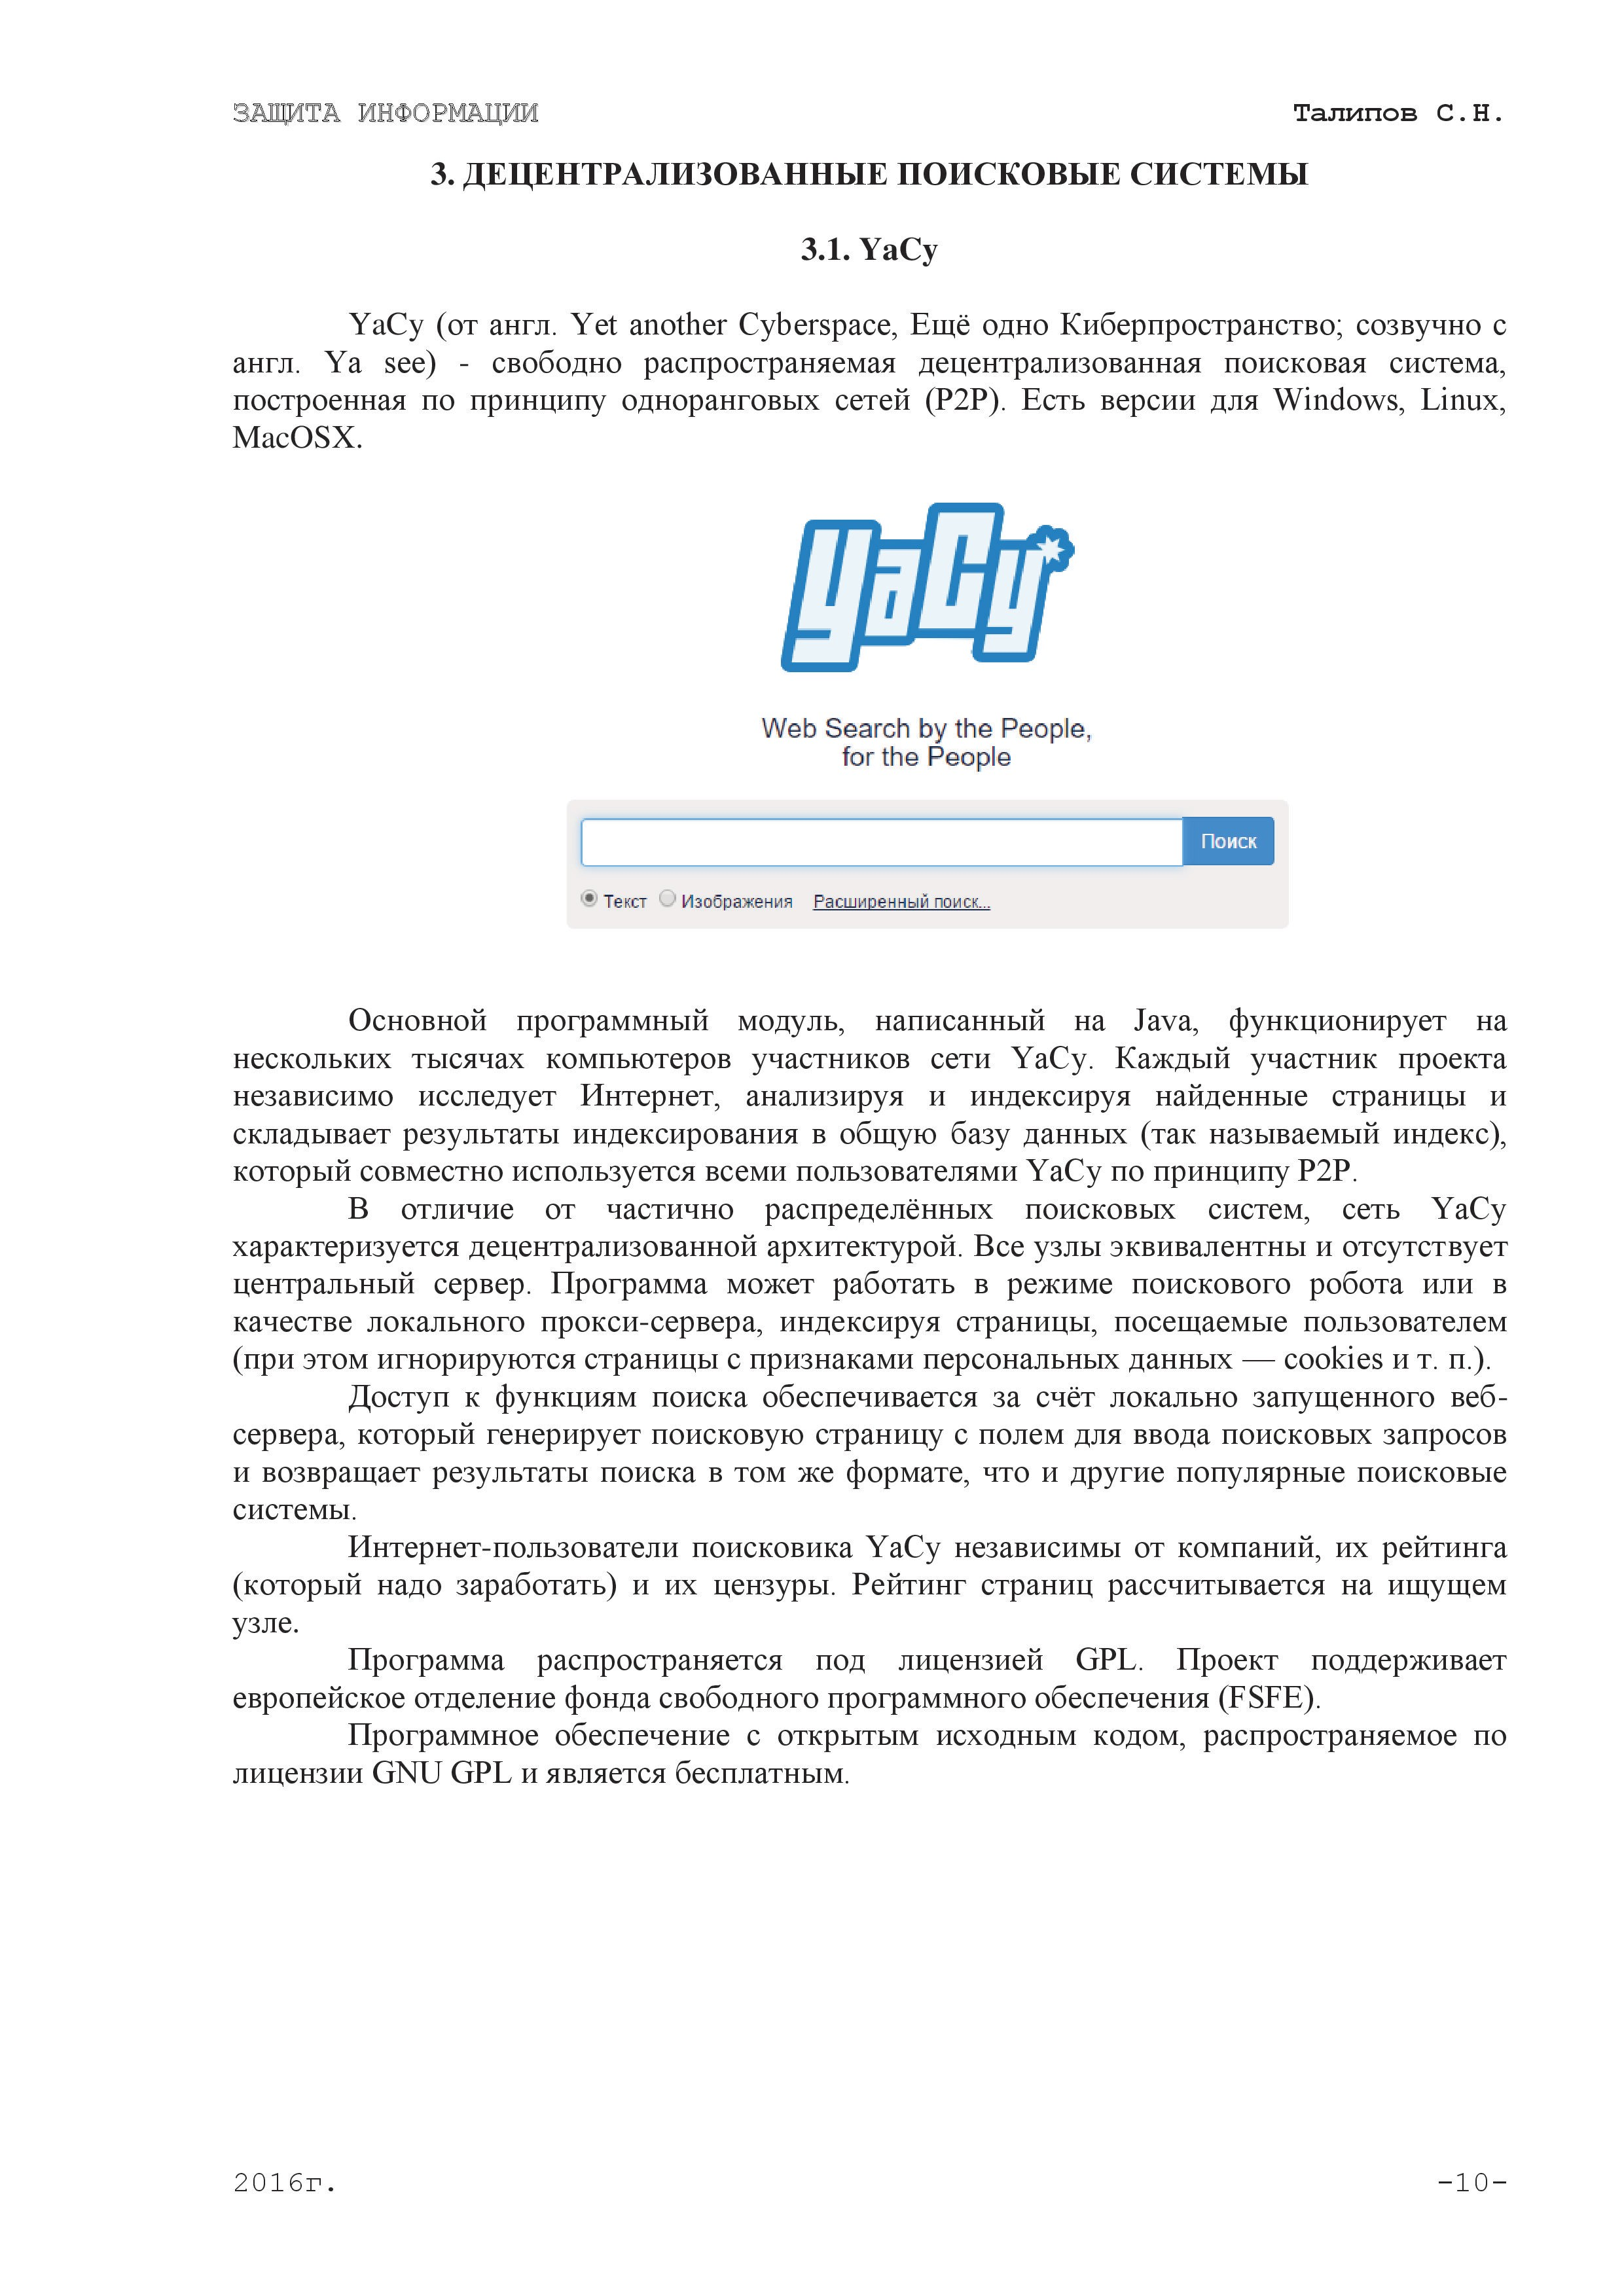 ЗАЩИТА ИНФОРМАЦИИ Талипов С.Н.
3. ДЕЦЕНТРАЛИЗОВАННЫЕ ПОИСКОВЫЕ СИСТЕМЫ
3.1. YaCy
YaCy (от англ. Yet another Cyberspace, Ещё одно Киберпространство; созвучно с
англ. Ya see) - свободно распространяемая децентрализованная поисковая система,
построенная по принципу одноранговых сетей (P2P). Есть версии для Windows, Linux,
MacOSX.
YaCy
Web Search by the People,
for the People
Поиск
Текст Изображения Расширенный поиск...
Основной программный модуль, написанный на Java, функционирует на
нескольких тысячах компьютеров участников сети YaCy. Каждый участник проекта
независимо исследует Интернет, анализируя и индексируя найденные страницы и
складывает результаты индексирования в общую базу данных (так называемый индекс),
который совместно используется всеми пользователями YaCy по принципу P2P.
В отличие от частично распределённых поисковых систем, сеть YaCy
характеризуется децентрализованной архитектурой. Все узлы эквивалентны и отсутствует
центральный сервер. Программа может работать в режиме поискового робота или в
качестве локального прокси-сервера, индексируя страницы, посещаемые пользователем
(при этом игнорируются страницы с признаками персональных данных — cookies и т. п.).
Доступ к функциям поиска обеспечивается за счёт локально запущенного веб-
сервера, который генерирует поисковую страницу с полем для ввода поисковых запросов
и возвращает результаты поиска в том же формате, что и другие популярные поисковые
системы.
Интернет-пользователи поисковика YaCy независимы от компаний, их рейтинга
(который надо заработать) и их цензуры. Рейтинг страниц рассчитывается на ищущем
узле.
Программа распространяется под лицензией GPL. Проект поддерживает
европейское отделение фонда свободного программного обеспечения (FSFE).
Программное обеспечение с открытым исходным кодом, распространяемое по
лицензии GNU GPL и является бесплатным.
2016г. -10-